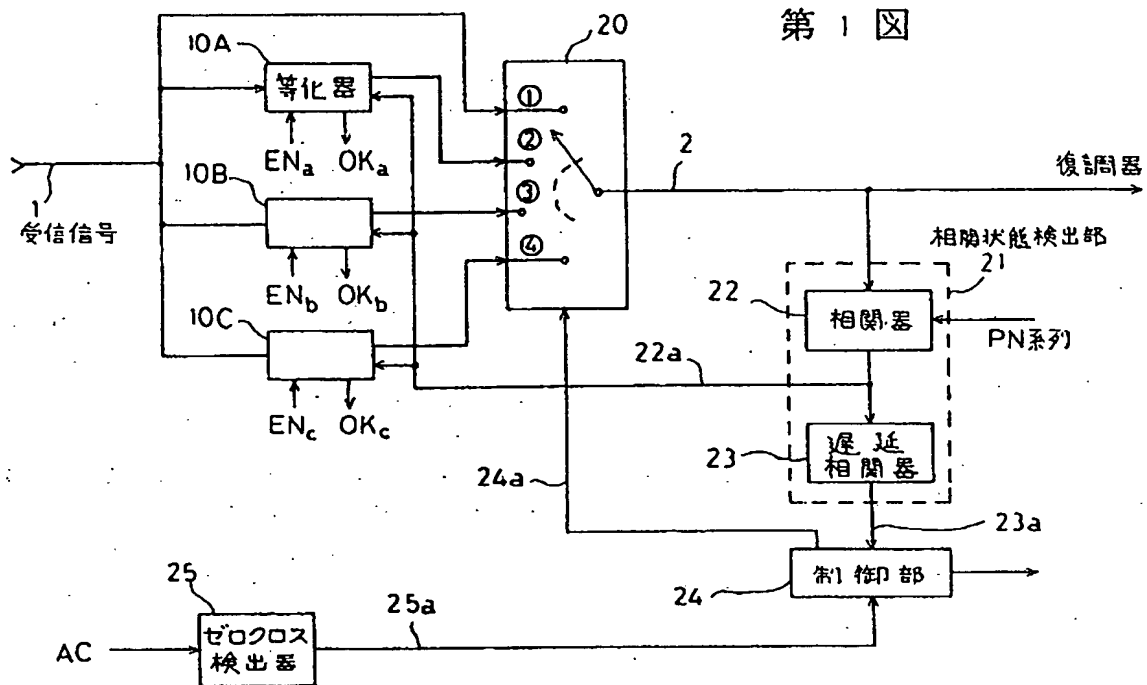 第1図
10A
20
等化器
①
ENa OKa
②
2
復調器
1
受信信号
10B
③
相関状態検出部
21
④
ENb OKb
22
相関器
PN系列
10C
22a
ENc OKc
23
遅延
相関器
24a
23a
24
制御部
25
25a
AC
ゼロクロス
検出器